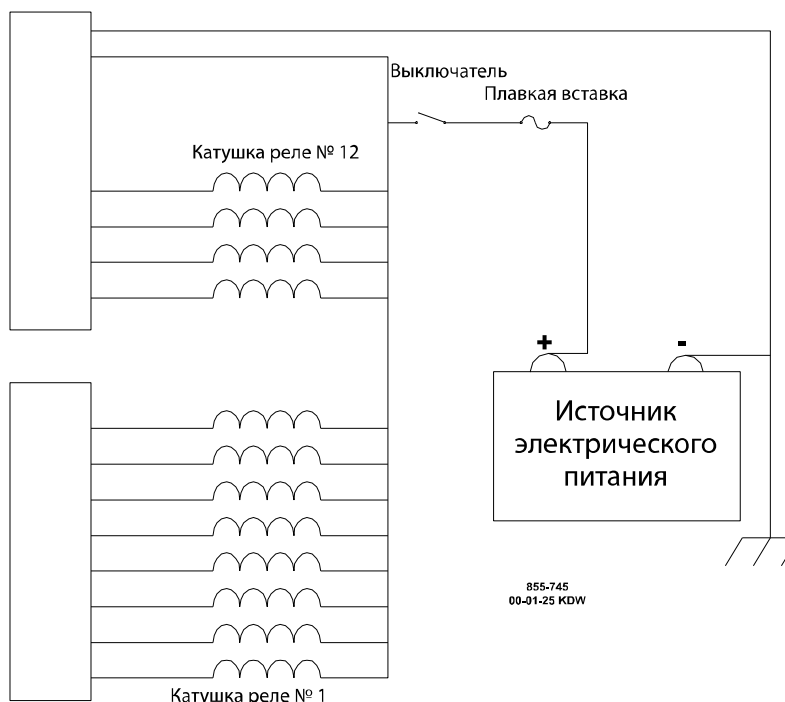 Выключатель
Плавкая вставка
Катушка реле № 12
+ -
Источник
электрического
питания
855-745
00-01-25 KDW
Катушка реле № 1